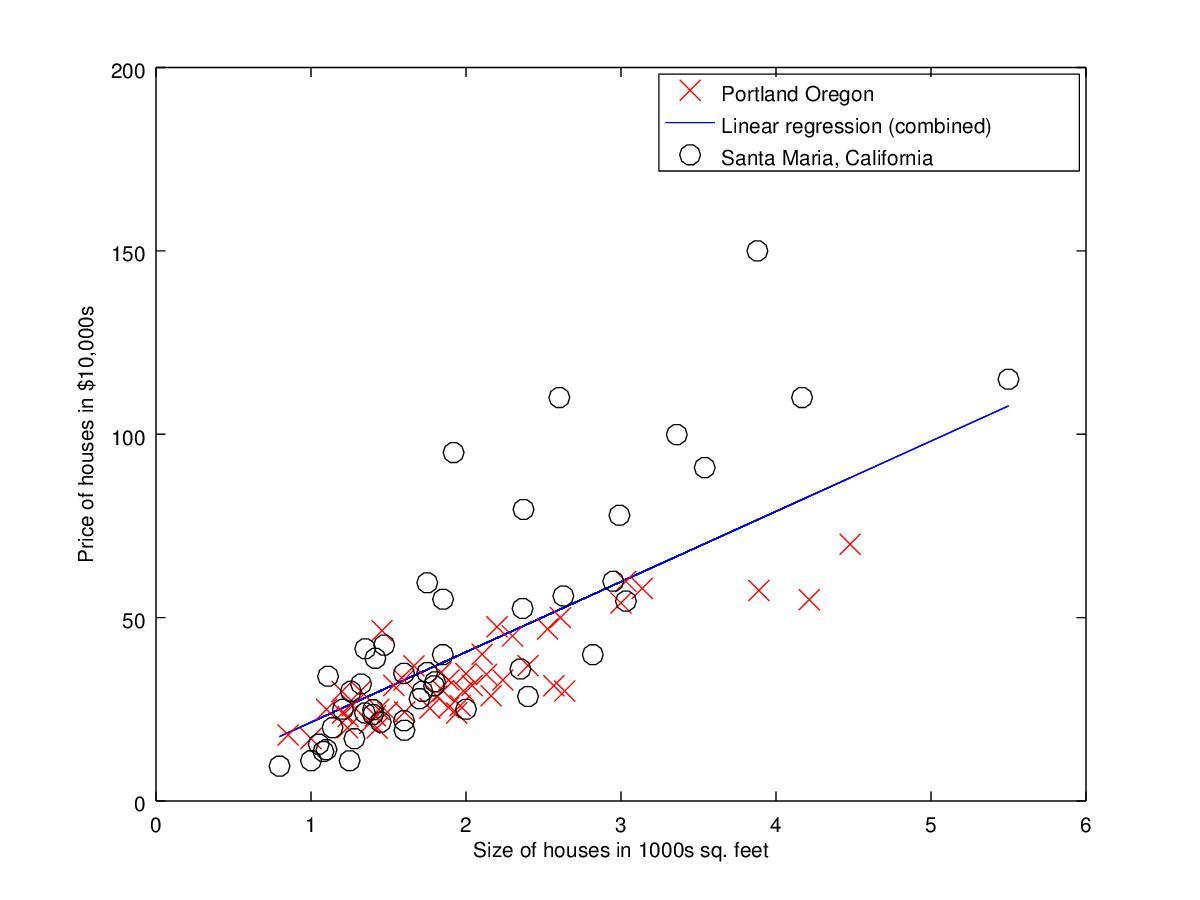 200
Portland Oregon
Linear regression (combined)
Santa Maria, California
150
100
50
0
Price of houses in $10,000s
0 1 2 3 4 5 6
Size of houses in 1000s sq. feet